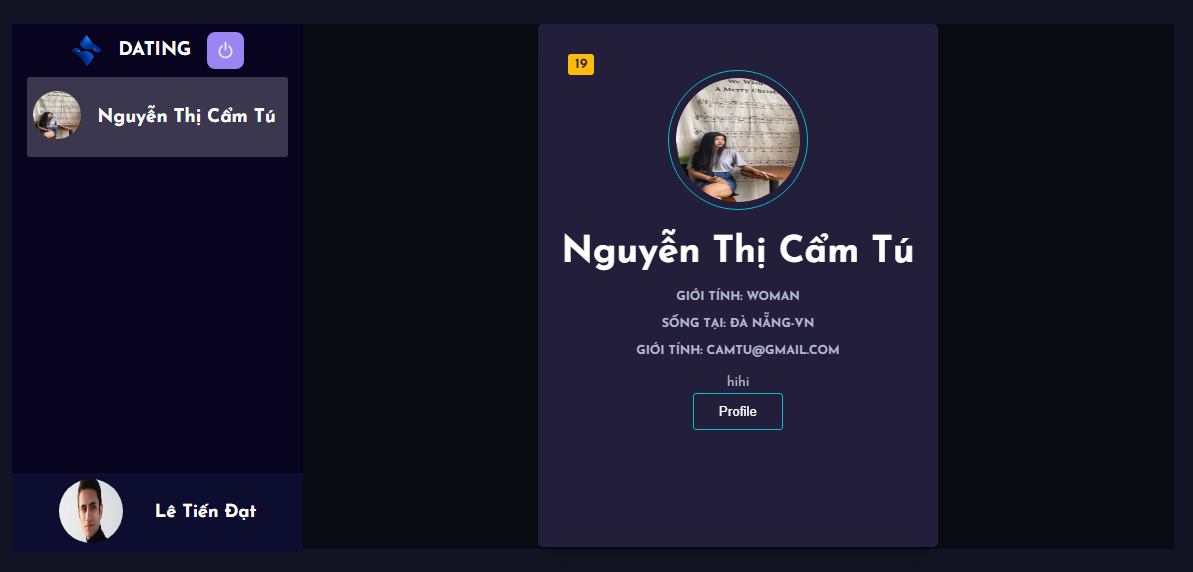 DATING
Nguyễn Thị Cẩm Tú
Lê Tiến Đạt
19
Nguyễn Thị Cẩm Tú
GIỚI TÍNH: WOMAN
SỐNG TẠI: ĐÀ NẴNG-VN
GIỚI TÍNH: CAMTU@GMAIL.COM
hihi
Profile